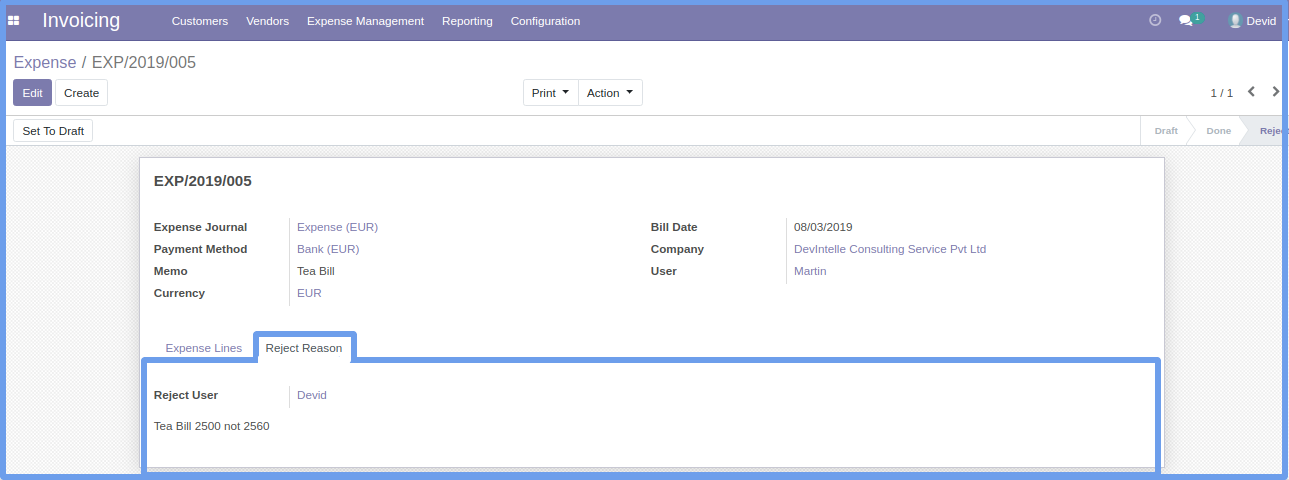 Invoicing Customers Vendors Expense Management Reporting Configuration 1 Devid
Expense / EXP/2019/005
Edit Create Print Action 1 / 1
Set To Draft Draft Done Rejec
EXP/2019/005
Expense Journal Expense (EUR) Bill Date 08/03/2019
Payment Method Bank (EUR) Company DevIntelle Consulting Service Pvt Ltd
Memo Tea Bill User Martin
Currency EUR
Expense Lines Reject Reason
Reject User Devid
Tea Bill 2500 not 2560